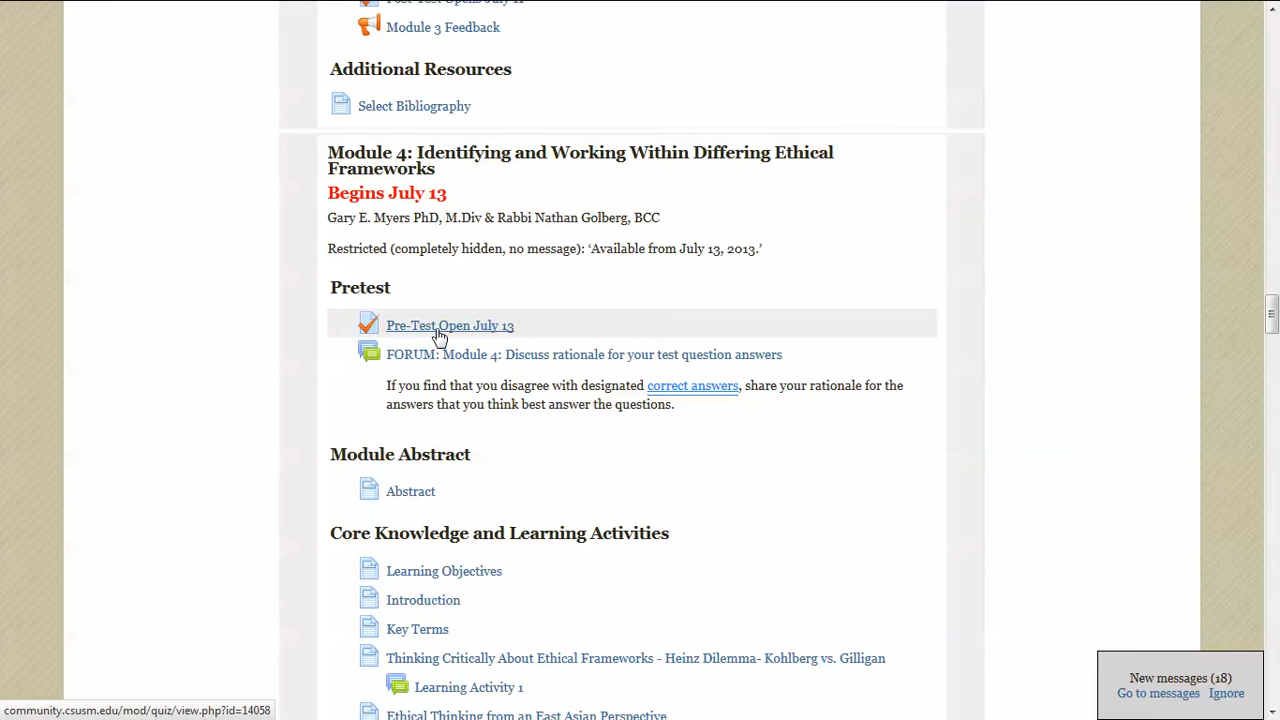 Post-Test Opens July 11
Module 3 Feedback
Additional Resources
Select Bibliography
Module 4: Identifying and Working Within Differing Ethical
Frameworks
Begins July 13
Gary E. Myers PhD, M.Div & Rabbi Nathan Golberg, BCC
Restricted (completely hidden, no message): ‘Available from July 13, 2013.’
Pretest
Pre-Test Open July 13
FORUM: Module 4: Discuss rationale for your test question answers
If you find that you disagree with designated correct answers, share your rationale for the
answers that you think best answer the questions.
Module Abstract
Abstract
Core Knowledge and Learning Activities
Learning Objectives
Introduction
Key Terms
Thinking Critically About Ethical Frameworks - Heinz Dilemma- Kohlberg vs. Gilligan
Learning Activity 1
Ethical Thinking from an East Asian Perspective
New messages (18)
Go to messages Ignore
community.csusm.edu/mod/quiz/view.php?id=14058